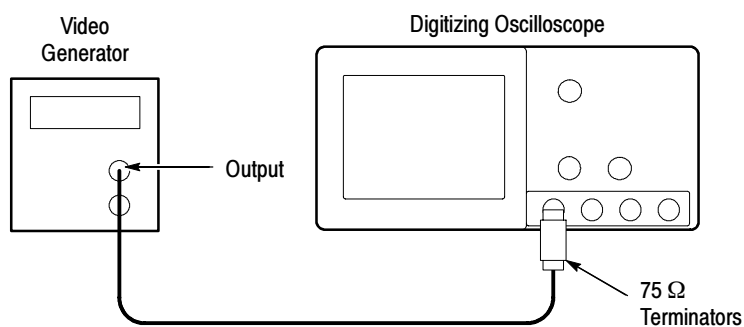 Video
Generator
Digitizing Oscilloscope
Output
75 Ω
Terminators